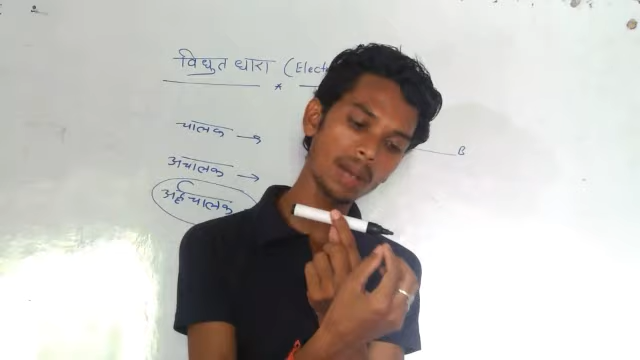 विधुत धारा (Elect
चालक →
B
अचालक →
अर्द्धचालक